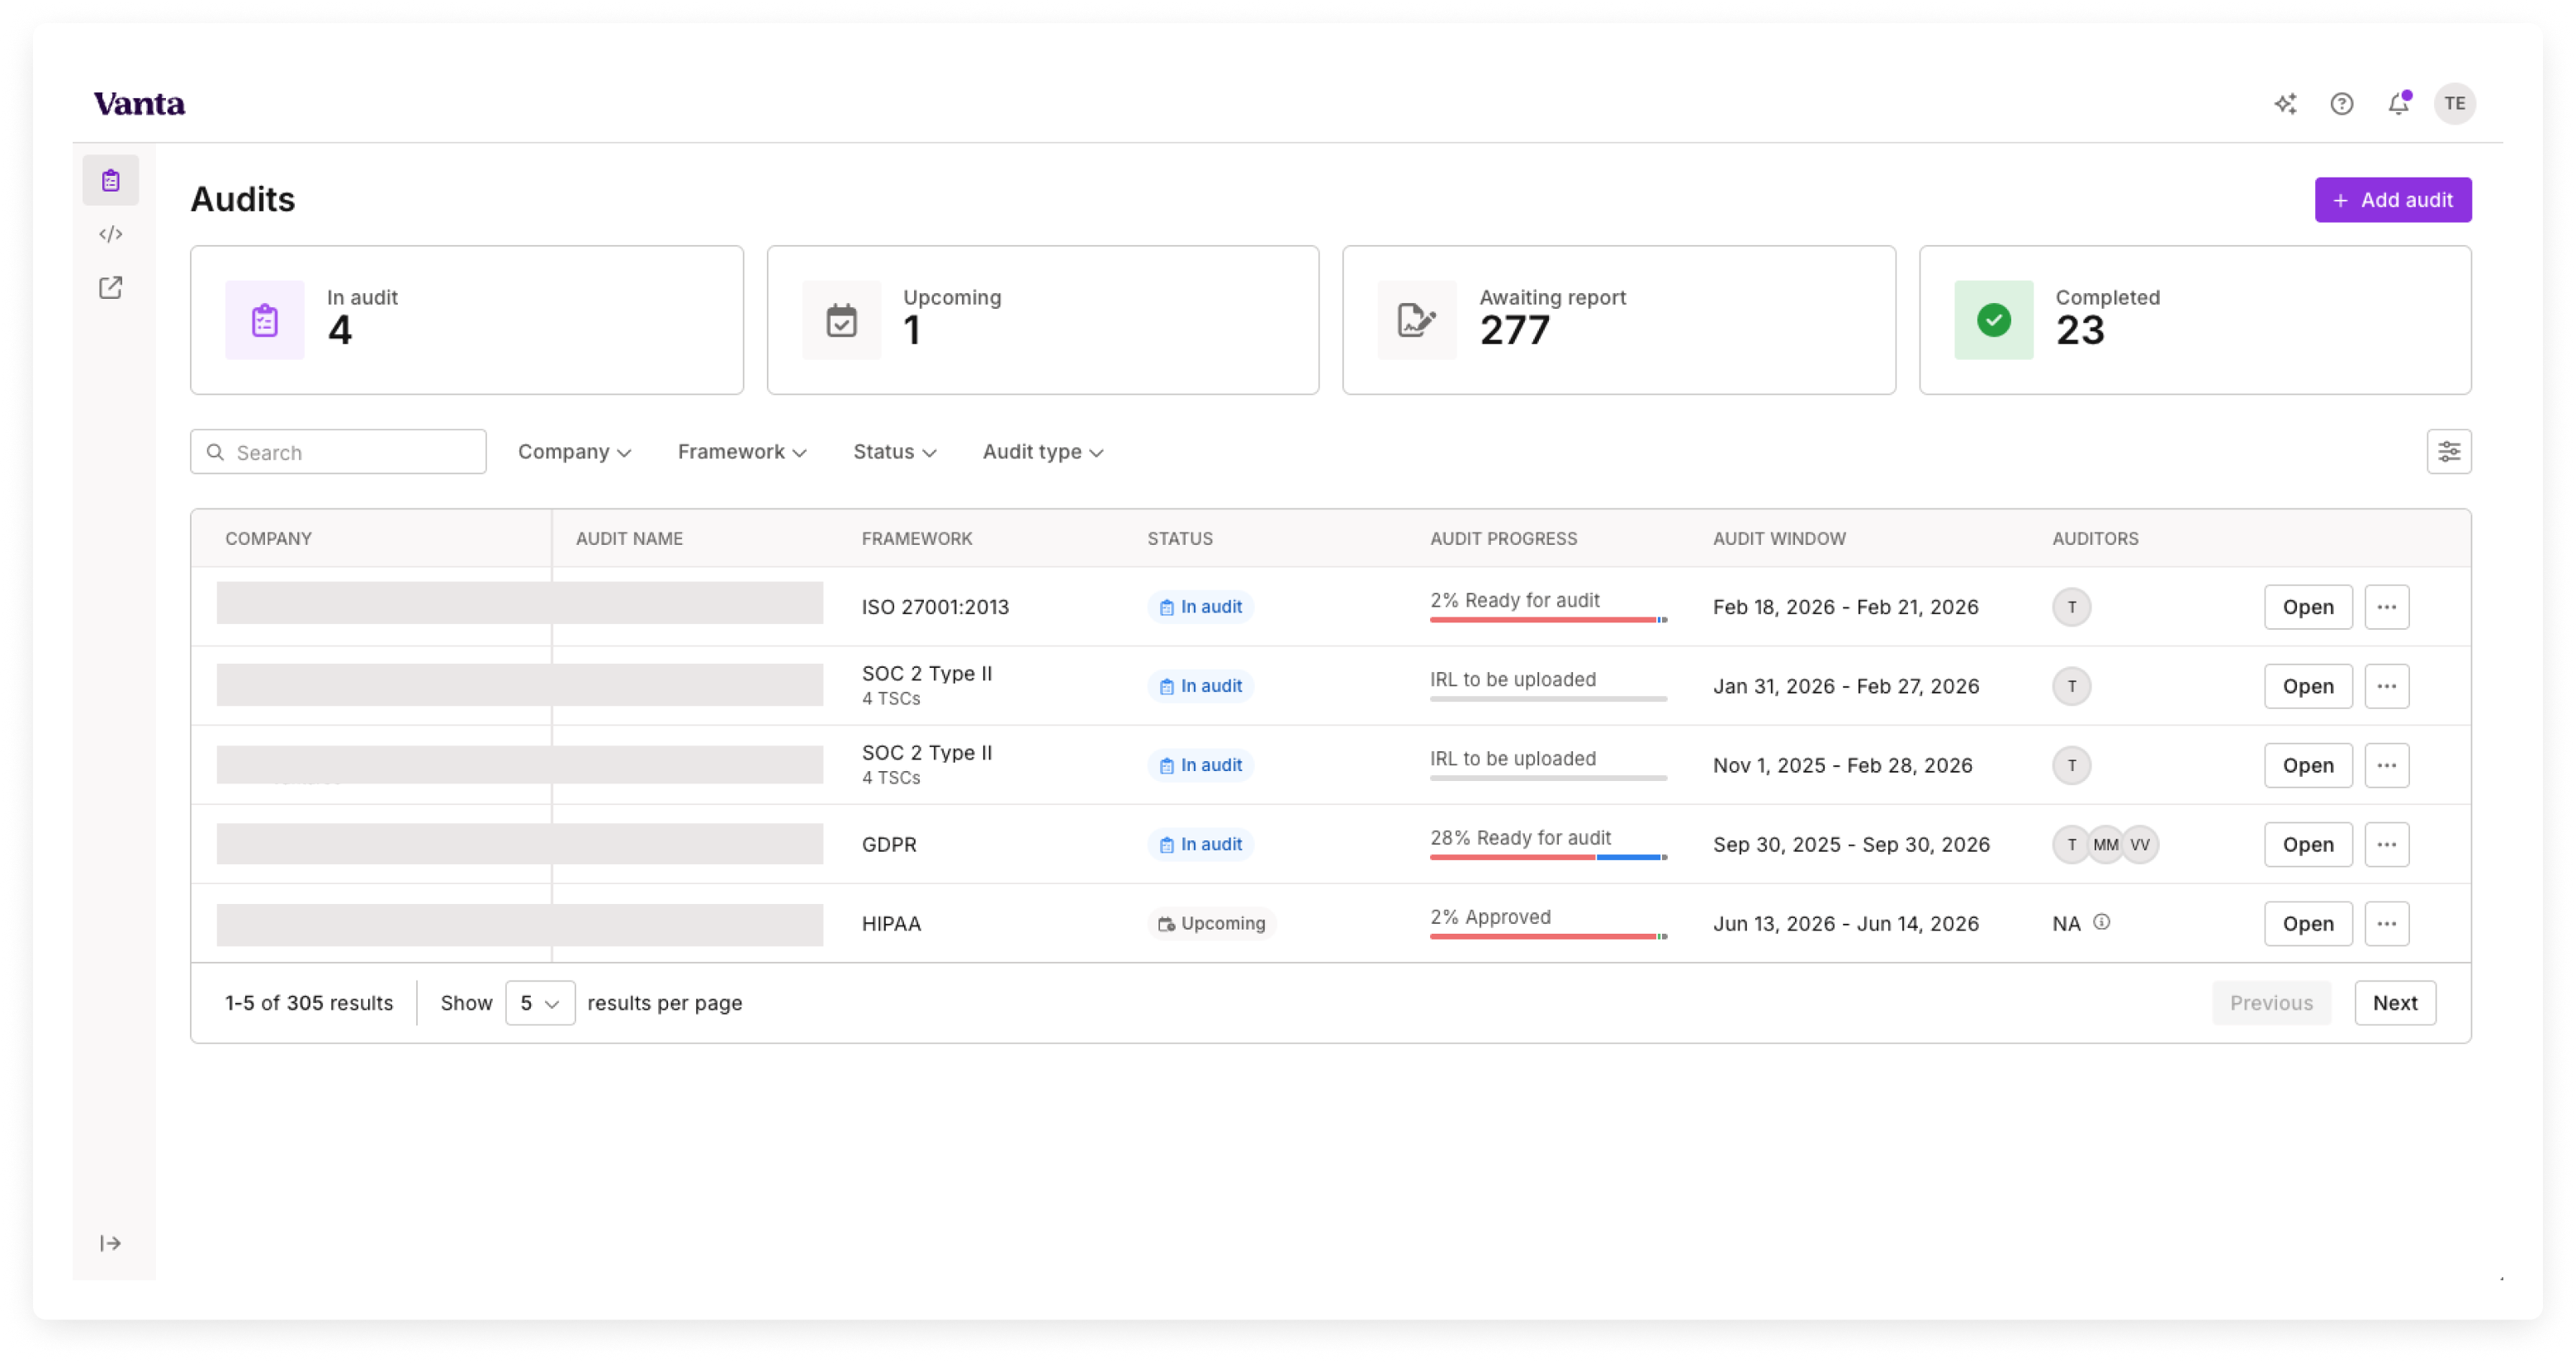 Vanta
TE
Audits
+ Add audit
In audit
4
Upcoming
1
Awaiting report
277
Completed
23
Search
Company
Framework
Status
Audit type
COMPANY AUDIT NAME FRAMEWORK STATUS AUDIT PROGRESS AUDIT WINDOW AUDITORS
ISO 27001:2013 In audit 2% Ready for audit Feb 18, 2026 - Feb 21, 2026 T Open
SOC 2 Type II
4 TSCs
In audit IRL to be uploaded Jan 31, 2026 - Feb 27, 2026 T Open
SOC 2 Type II
4 TSCs
In audit IRL to be uploaded Nov 1, 2025 - Feb 28, 2026 T Open
GDPR In audit 28% Ready for audit Sep 30, 2025 - Sep 30, 2026 T MM VV Open
HIPAA Upcoming 2% Approved Jun 13, 2026 - Jun 14, 2026 NA Open
1-5 of 305 results Show 5 results per page Previous Next